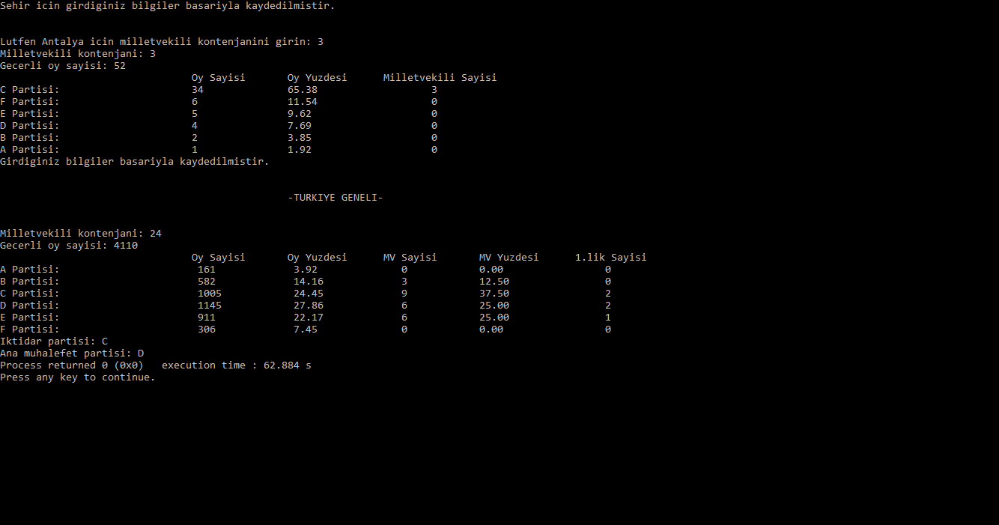 Sehir icin girdiginiz bilgiler basariyla kaydedilmistir.
Lutfen Antalya icin milletvekili kontenjanini girin: 3
Milletvekili kontenjani: 3
Gecerli oy sayisi: 52
Oy Sayisi Oy Yuzdesi Milletvekili Sayisi
C Partisi: 34 65.38 3
F Partisi: 6 11.54 0
E Partisi: 5 9.62 0
D Partisi: 4 7.69 0
B Partisi: 2 3.85 0
A Partisi: 1 1.92 0
Girdiginiz bilgiler basariyla kaydedilmistir.
-TURKIYE GENELI-
Milletvekili kontenjani: 24
Gecerli oy sayisi: 4110
Oy Sayisi Oy Yuzdesi MV Sayisi MV Yuzdesi 1.lik Sayisi
A Partisi: 161 3.92 0 0.00 0
B Partisi: 582 14.16 3 12.50 0
C Partisi: 1005 24.45 9 37.50 2
D Partisi: 1145 27.86 6 25.00 2
E Partisi: 911 22.17 6 25.00 1
F Partisi: 306 7.45 0 0.00 0
Iktidar partisi: C
Ana muhalefet partisi: D
Process returned 0 (0x0) execution time : 62.884 s
Press any key to continue.